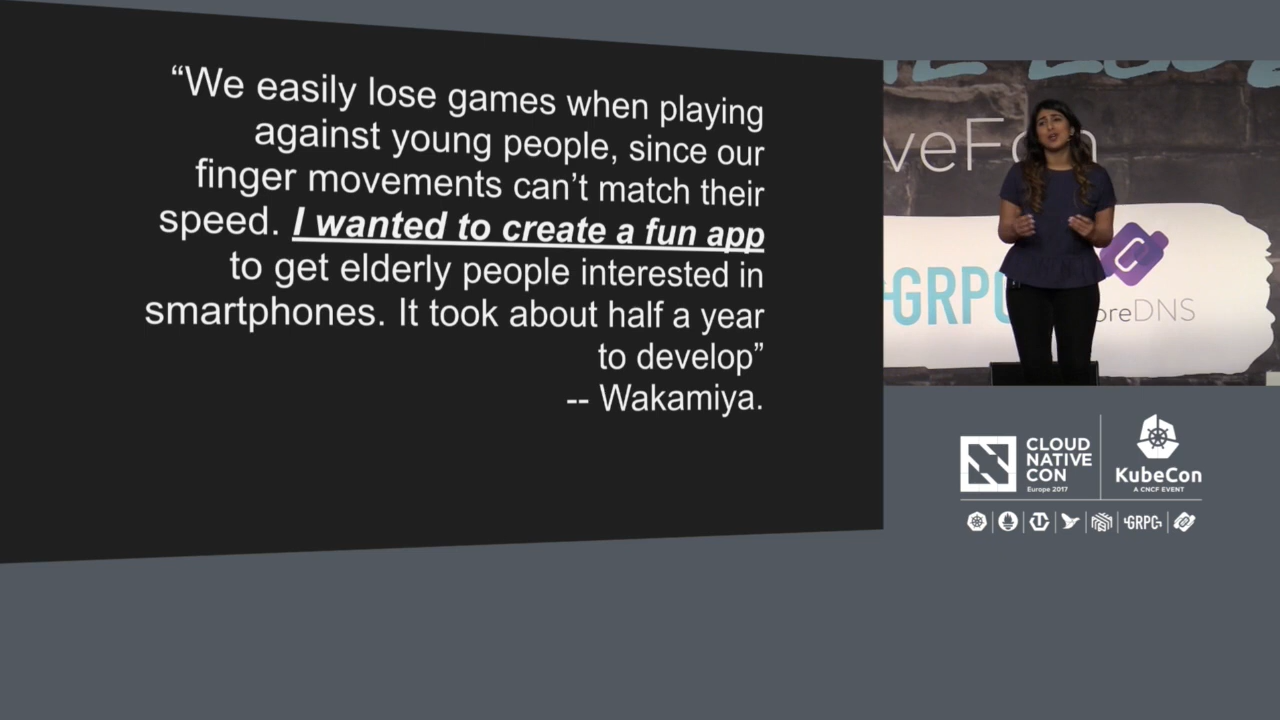 “We easily lose games when playing
against young people, since our
finger movements can’t match their
speed. I wanted to create a fun app
to get elderly people interested in
smartphones. It took about half a year
to develop”
-- Wakamiya.
GRPC
CLOUD
NATIVE
CON
Europe 2017
KubeCon
A CNCF EVENT
GRPC